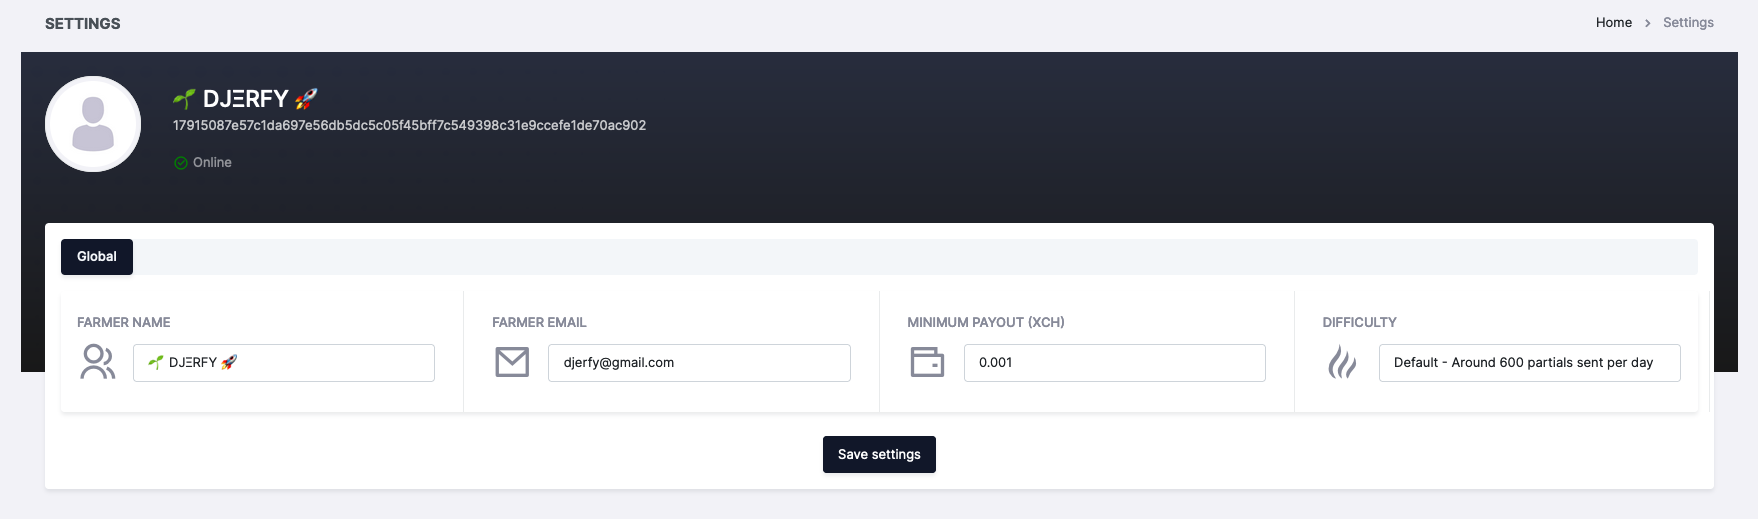 SETTINGS
Home > Settings
🌱 DJΞRFY 🚀
17915087e57c1da697e56db5dc5c05f45bff7c549398c31e9ccefe1de70ac902
Online
Global
FARMER NAME
🌱 DJΞRFY 🚀
FARMER EMAIL
djerfy@gmail.com
MINIMUM PAYOUT (XCH)
0.001
DIFFICULTY
Default - Around 600 partials sent per day
Save settings